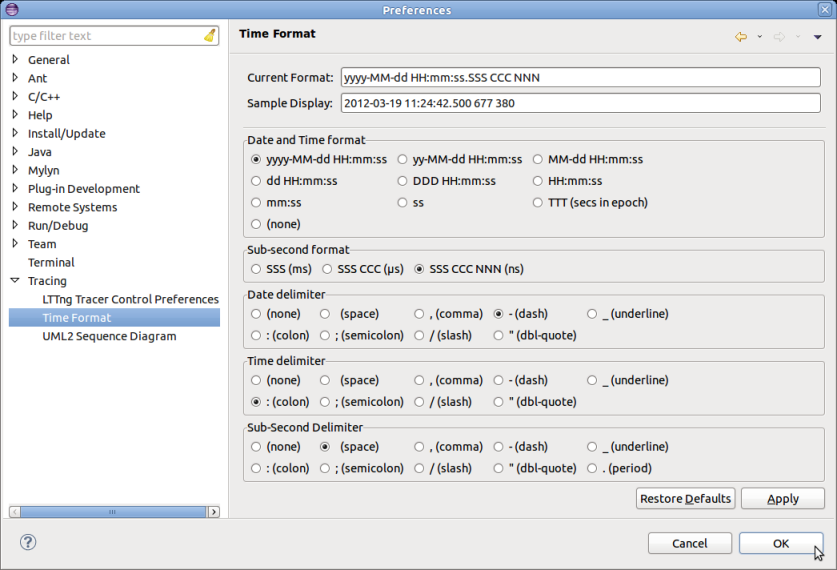 Preferences
type filter text
General
Ant
C/C++
Help
Install/Update
Java
Mylyn
Plug-in Development
Remote Systems
Run/Debug
Team
Terminal
Tracing
LTTng Tracer Control Preferences
Time Format
UML2 Sequence Diagram
Time Format
Current Format: yyyy-MM-dd HH:mm:ss.SSS CCC NNN
Sample Display: 2012-03-19 11:24:42.500 677 380
Date and Time format
yyyy-MM-dd HH:mm:ss yy-MM-dd HH:mm:ss MM-dd HH:mm:ss
dd HH:mm:ss DDD HH:mm:ss HH:mm:ss
mm:ss ss TTT (secs in epoch)
(none)
Sub-second format
SSS (ms) SSS CCC (µs) SSS CCC NNN (ns)
Date delimiter
(none) (space) , (comma) - (dash) _ (underline)
: (colon) ; (semicolon) / (slash) " (dbl-quote)
Time delimiter
(none) (space) , (comma) - (dash) _ (underline)
: (colon) ; (semicolon) / (slash) " (dbl-quote)
Sub-Second Delimiter
(none) (space) , (comma) - (dash) _ (underline)
: (colon) ; (semicolon) / (slash) " (dbl-quote) . (period)
Restore Defaults Apply
? Cancel OK